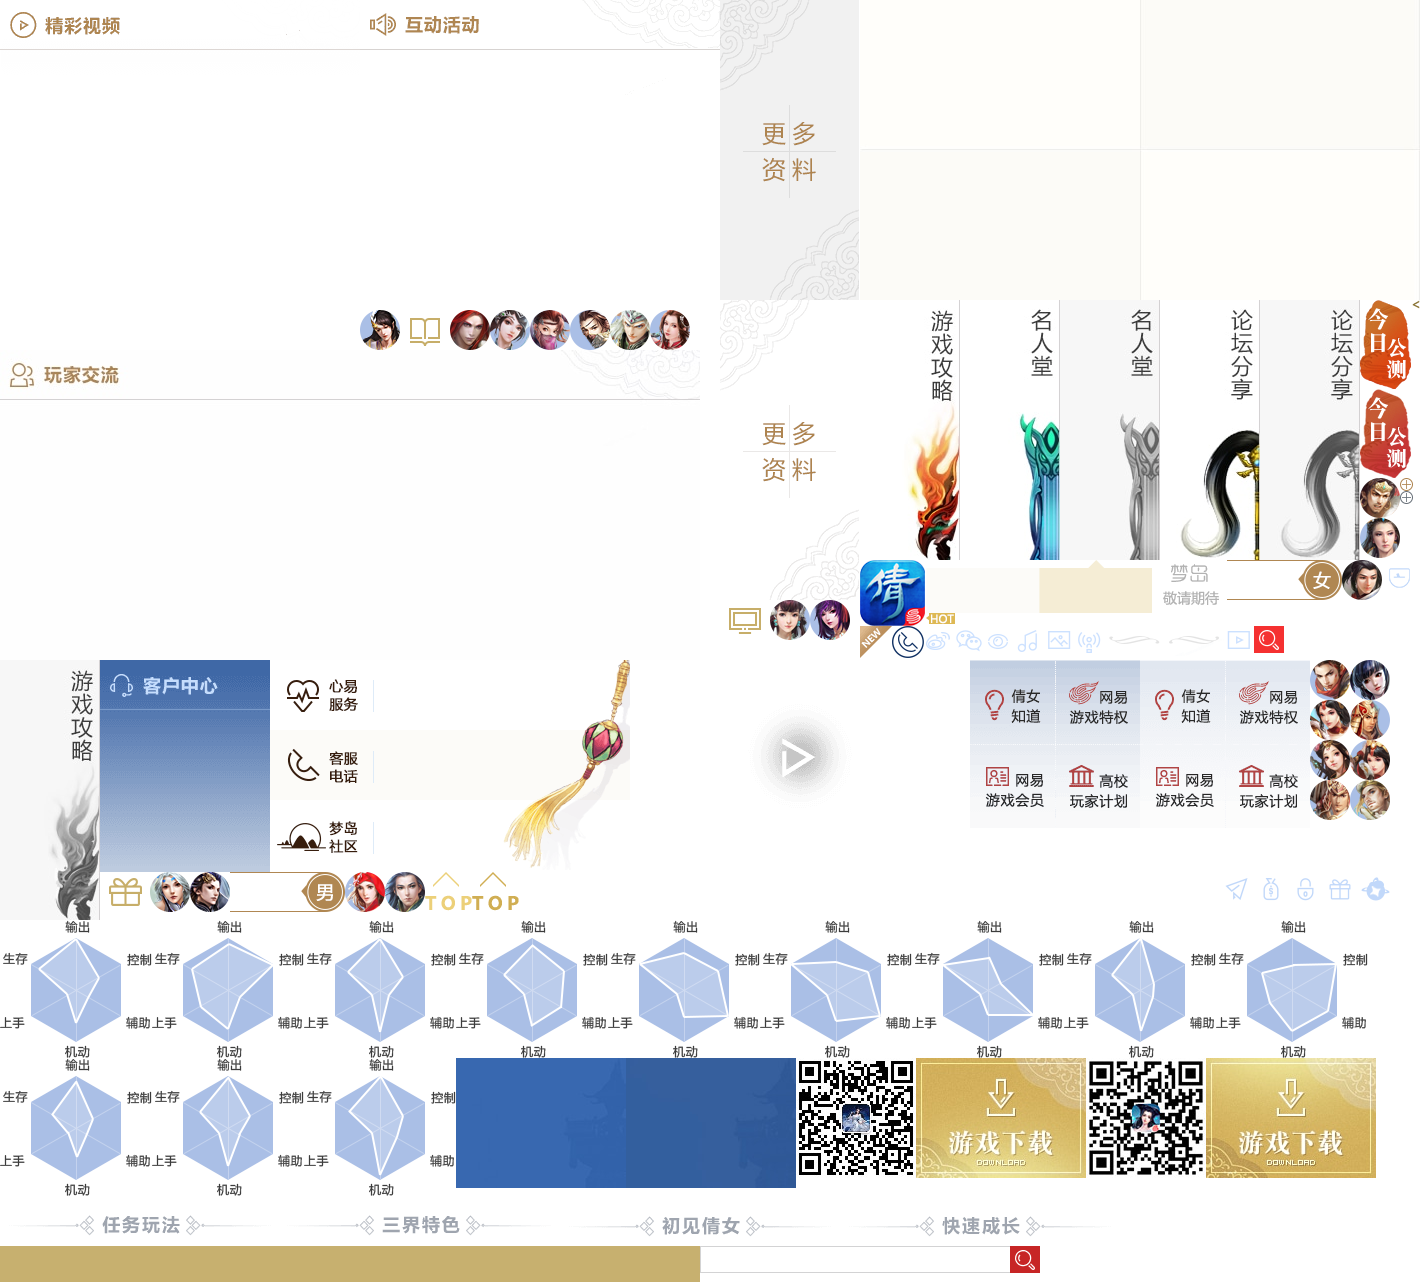 精彩视频
互动活动
更多
资料
玩家交流
更多
资料
游戏攻略
名人堂
名人堂
论坛分享
论坛分享
今日
公测
今日
公测
<
倩
梦岛
敬请期待
女
HOT
NEW
游戏攻略
客户中心
心易
服务
客服
电话
梦岛
社区
倩女
知道
网易
游戏特权
倩女
知道
网易
游戏特权
网易
游戏会员
高校
玩家计划
网易
游戏会员
高校
玩家计划
男
TOP
TOP
输出 输出 输出 输出 输出 输出 输出 输出 输出
生存 控制 生存 控制 生存 控制 生存 控制 生存 控制 生存 控制 生存 控制 生存 控制 生存 控制
上手 辅助 上手 辅助 上手 辅助 上手 辅助 上手 辅助 上手 辅助 上手 辅助 上手 辅助 上手 辅助
机动 机动 机动 机动 机动 机动 机动 机动 机动
输出 输出 输出
生存 控制 生存 控制 生存 控制
上手 辅助 上手 辅助 上手 辅助
机动 机动 机动
游戏下载
DOWNLOAD
游戏下载
DOWNLOAD
任务玩法
三界特色
初见倩女
快速成长